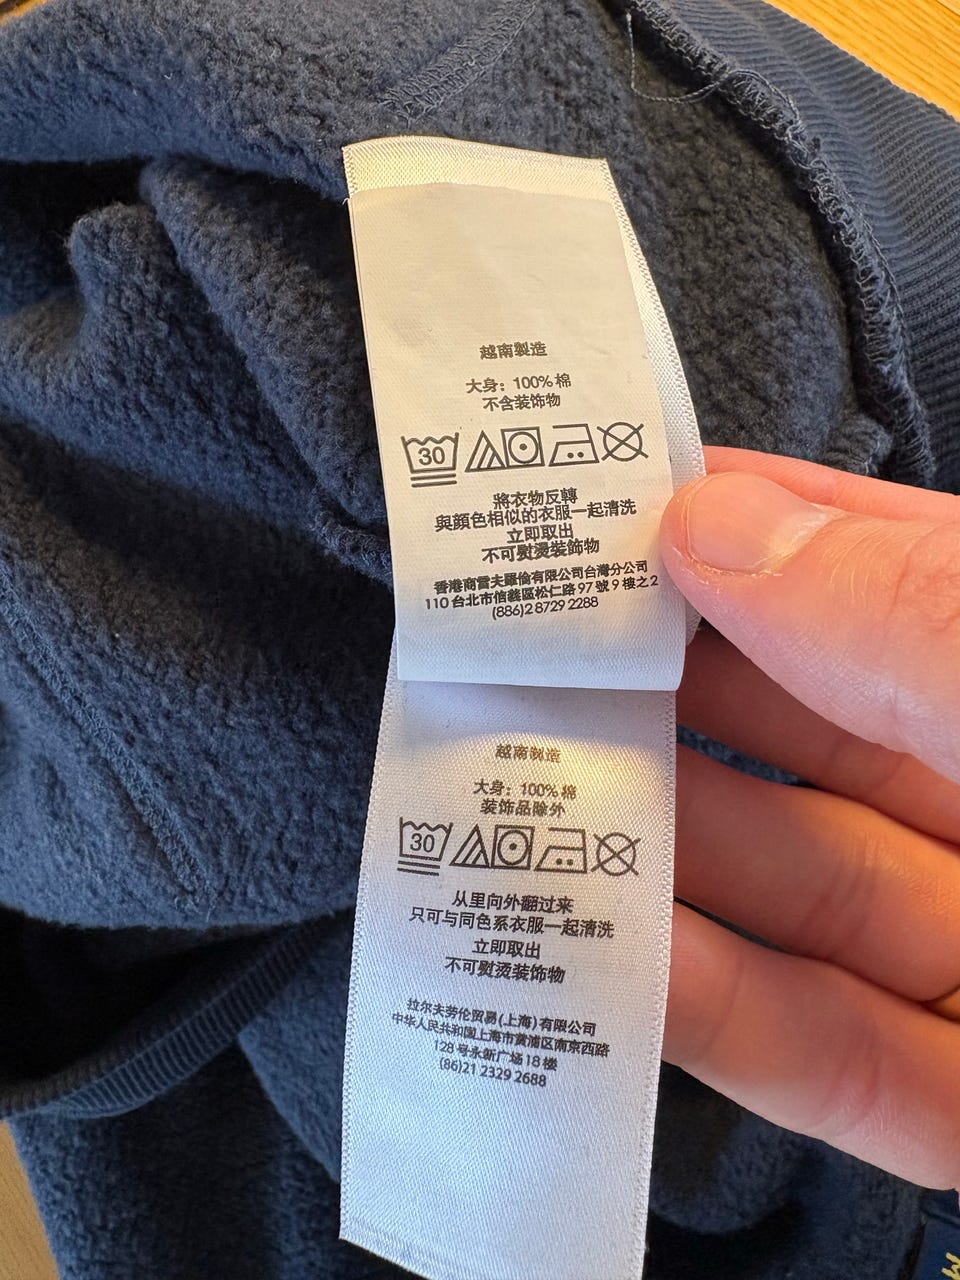 越南製造
大身：100% 棉
不含裝飾物
30
將衣物反轉
與顏色相似的衣服一起清洗
立即取出
不可熨燙裝飾物
香港商雷夫羅倫有限公司台灣分公司
110 台北市信義區松仁路 97 號 9 樓之 2
(886)2 8729 2288
越南制造
大身：100% 棉
装饰品除外
30
从里向外翻过来
只可与同色系衣服一起清洗
立即取出
不可熨烫装饰物
拉尔夫劳伦贸易(上海)有限公司
中华人民共和国上海市黄浦区南京西路
128 号永新广场 18 楼
(86)21 2329 2688